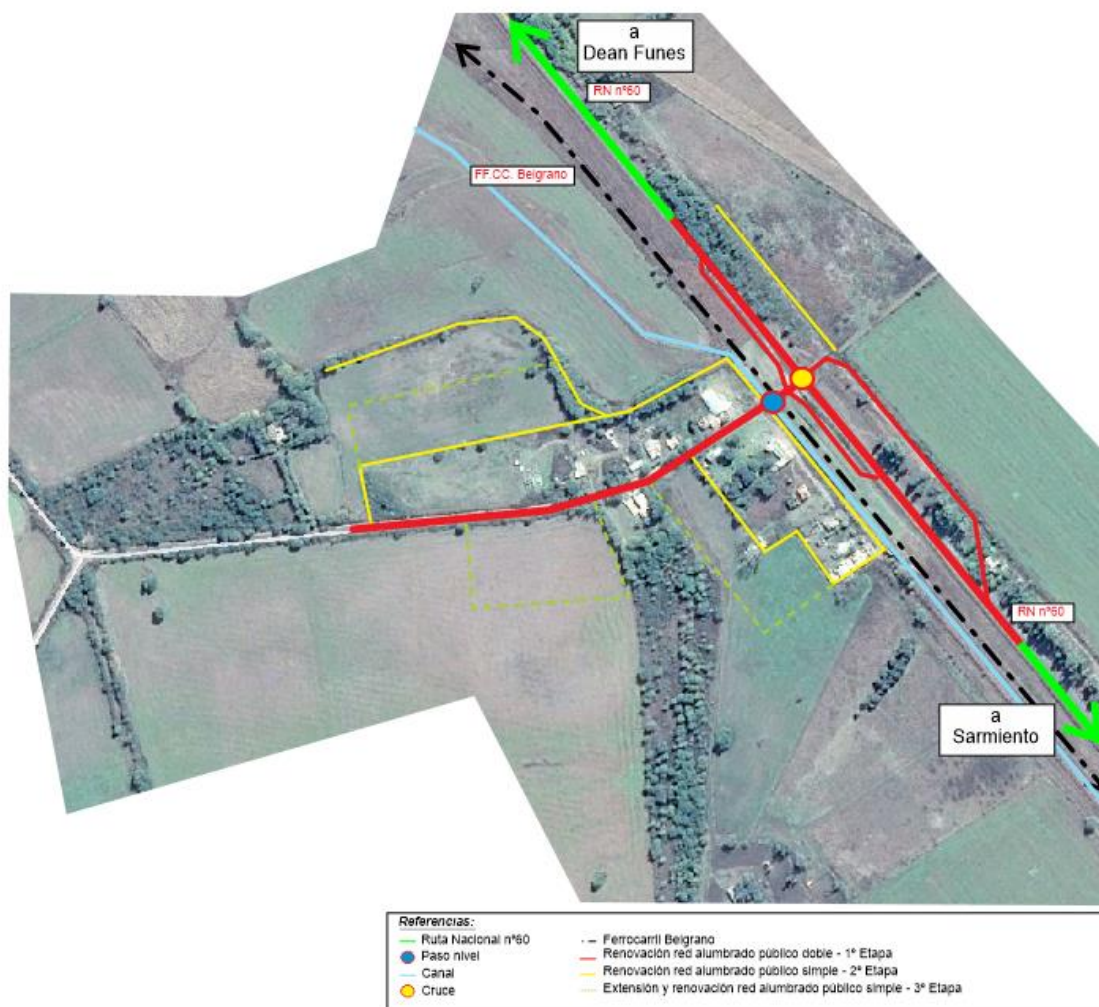 a
Dean Funes
RN nº60
FF.CC. Belgrano
RN nº60
a
Sarmiento
Referencias:
Ruta Nacional nº60
Paso nivel
Canal
Cruce
Ferrocarril Belgrano
Renovación red alumbrado público doble - 1º Etapa
Renovación red alumbrado público simple - 2º Etapa
Extensión y renovación red alumbrado público simple - 3º Etapa